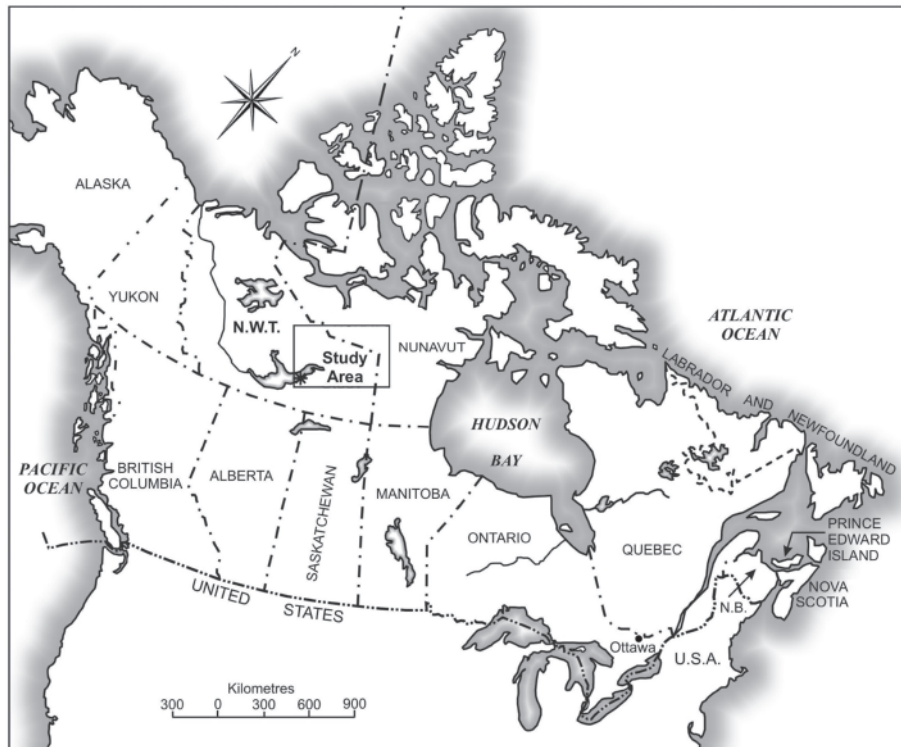 N
ALASKA
YUKON
N.W.T.
Study
Area
NUNAVUT
ATLANTIC
OCEAN
LABRADOR AND NEWFOUNDLAND
HUDSON
BAY
PACIFIC
OCEAN
BRITISH
COLUMBIA
ALBERTA
SASKATCHEWAN
MANITOBA
ONTARIO
QUEBEC
PRINCE
EDWARD
ISLAND
NOVA
SCOTIA
N.B.
UNITED STATES
Ottawa
U.S.A.
Kilometres
300 0 300 600 900